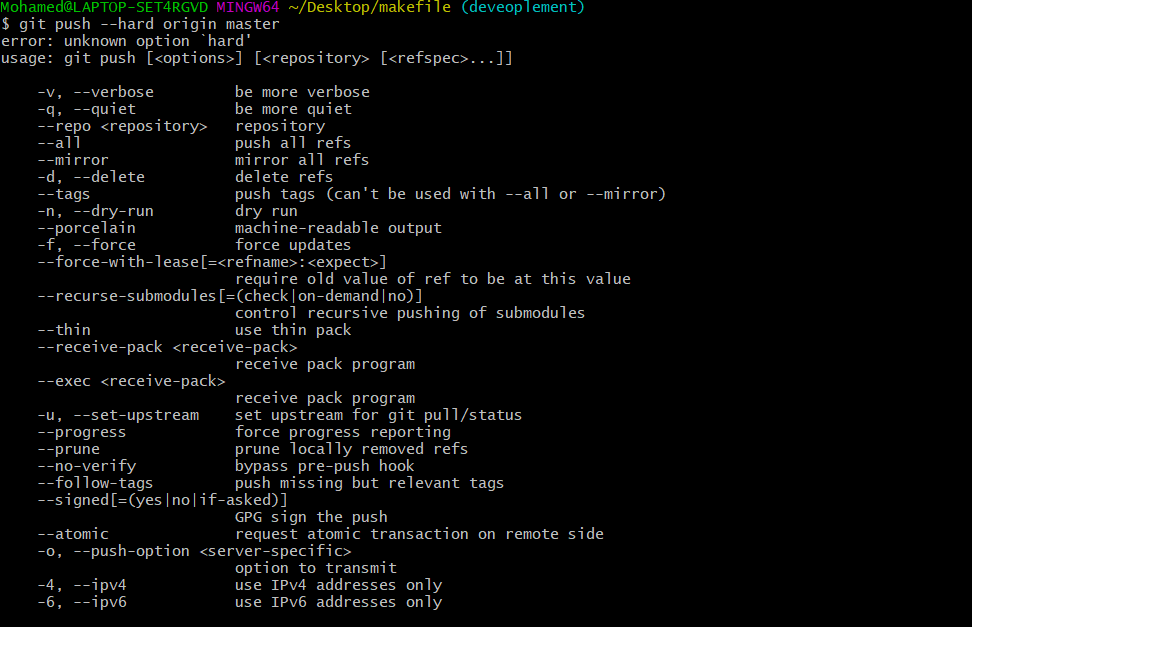 Mohamed@LAPTOP-SET4RGVD MINGW64 ~/Desktop/makefile (deveoplement)
$ git push --hard origin master
error: unknown option `hard'
usage: git push [<options>] [<repository> [<refspec>...]]

    -v, --verbose         be more verbose
    -q, --quiet           be more quiet
    --repo <repository>   repository
    --all                 push all refs
    --mirror              mirror all refs
    -d, --delete          delete refs
    --tags                push tags (can't be used with --all or --mirror)
    -n, --dry-run         dry run
    --porcelain           machine-readable output
    -f, --force           force updates
    --force-with-lease[=<refname>:<expect>]
                          require old value of ref to be at this value
    --recurse-submodules[=(check|on-demand|no)]
                          control recursive pushing of submodules
    --thin                use thin pack
    --receive-pack <receive-pack>
                          receive pack program
    --exec <receive-pack>
                          receive pack program
    -u, --set-upstream    set upstream for git pull/status
    --progress            force progress reporting
    --prune               prune locally removed refs
    --no-verify           bypass pre-push hook
    --follow-tags         push missing but relevant tags
    --signed[=(yes|no|if-asked)]
                          GPG sign the push
    --atomic              request atomic transaction on remote side
    -o, --push-option <server-specific>
                          option to transmit
    -4, --ipv4            use IPv4 addresses only
    -6, --ipv6            use IPv6 addresses only